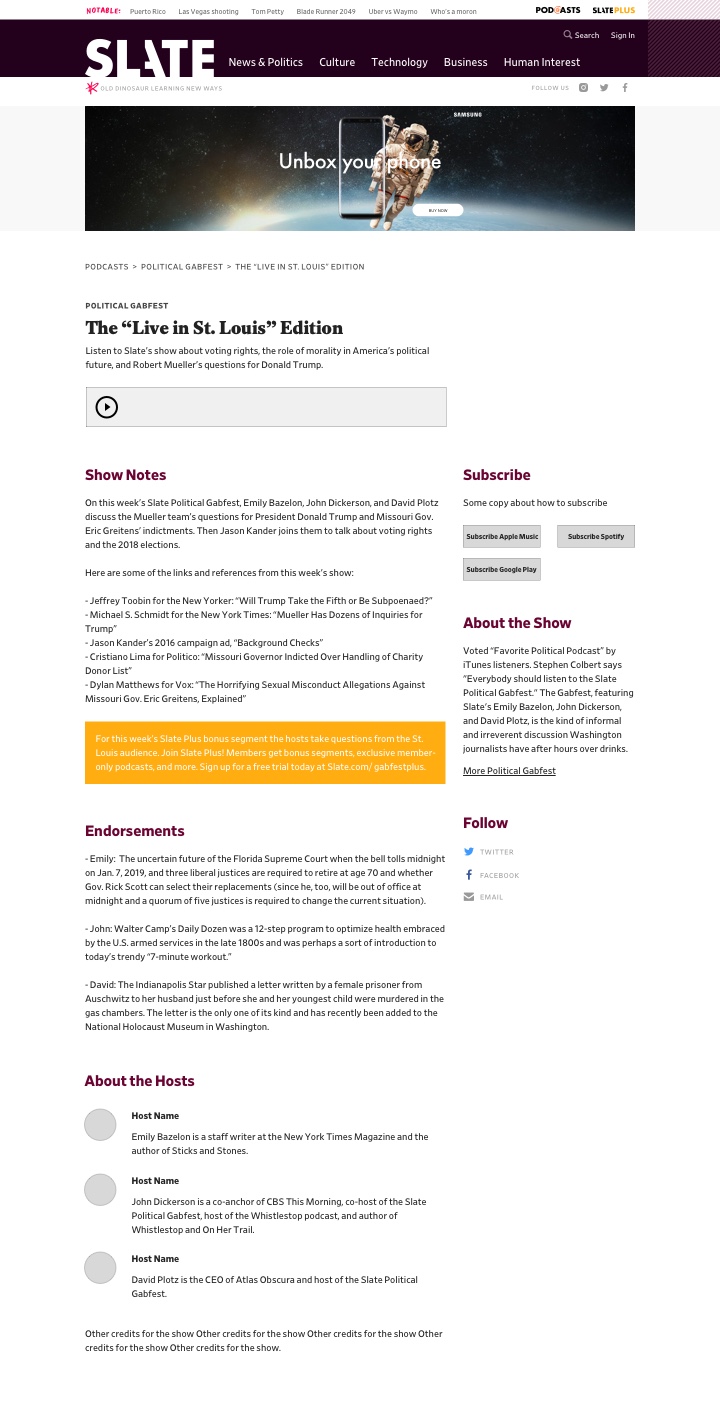 NOTABLE: Puerto Rico Las Vegas shooting Tom Petty Blade Runner 2049 Uber vs Waymo Who's a moron PODCASTS SLATEPLUS
Search Sign In
SLATE News & Politics Culture Technology Business Human Interest
OLD DINOSAUR LEARNING NEW WAYS FOLLOW US
SAMSUNG
Unbox your phone
BUY NOW
PODCASTS > POLITICAL GABFEST > THE “LIVE IN ST. LOUIS” EDITION
POLITICAL GABFEST
The “Live in St. Louis” Edition
Listen to Slate’s show about voting rights, the role of morality in America’s political
future, and Robert Mueller’s questions for Donald Trump.
Show Notes
On this week’s Slate Political Gabfest, Emily Bazelon, John Dickerson, and David Plotz
discuss the Mueller team’s questions for President Donald Trump and Missouri Gov.
Eric Greitens’ indictments. Then Jason Kander joins them to talk about voting rights
and the 2018 elections.
Here are some of the links and references from this week’s show:
- Jeffrey Toobin for the New Yorker: “Will Trump Take the Fifth or Be Subpoenaed?”
- Michael S. Schmidt for the New York Times: “Mueller Has Dozens of Inquiries for
Trump”
- Jason Kander’s 2016 campaign ad, “Background Checks”
- Cristiano Lima for Politico: “Missouri Governor Indicted Over Handling of Charity
Donor List”
- Dylan Matthews for Vox: “The Horrifying Sexual Misconduct Allegations Against
Missouri Gov. Eric Greitens, Explained”
For this week’s Slate Plus bonus segment the hosts take questions from the St.
Louis audience. Join Slate Plus! Members get bonus segments, exclusive member-
only podcasts, and more. Sign up for a free trial today at Slate.com/ gabfestplus.
Endorsements
- Emily: The uncertain future of the Florida Supreme Court when the bell tolls midnight
on Jan. 7, 2019, and three liberal justices are required to retire at age 70 and whether
Gov. Rick Scott can select their replacements (since he, too, will be out of office at
midnight and a quorum of five justices is required to change the current situation).
- John: Walter Camp’s Daily Dozen was a 12-step program to optimize health embraced
by the U.S. armed services in the late 1800s and was perhaps a sort of introduction to
today’s trendy “7-minute workout.”
- David: The Indianapolis Star published a letter written by a female prisoner from
Auschwitz to her husband just before she and her youngest child were murdered in the
gas chambers. The letter is the only one of its kind and has recently been added to the
National Holocaust Museum in Washington.
About the Hosts
Host Name
Emily Bazelon is a staff writer at the New York Times Magazine and the
author of Sticks and Stones.
Host Name
John Dickerson is a co-anchor of CBS This Morning, co-host of the Slate
Political Gabfest, host of the Whistlestop podcast, and author of
Whistlestop and On Her Trail.
Host Name
David Plotz is the CEO of Atlas Obscura and host of the Slate Political
Gabfest.
Other credits for the show Other credits for the show Other credits for the show Other
credits for the show Other credits for the show.
Subscribe
Some copy about how to subscribe
Subscribe Apple Music Subscribe Spotify
Subscribe Google Play
About the Show
Voted “Favorite Political Podcast” by
iTunes listeners. Stephen Colbert says
“Everybody should listen to the Slate
Political Gabfest.” The Gabfest, featuring
Slate’s Emily Bazelon, John Dickerson,
and David Plotz, is the kind of informal
and irreverent discussion Washington
journalists have after hours over drinks.
More Political Gabfest
Follow
TWITTER
FACEBOOK
EMAIL